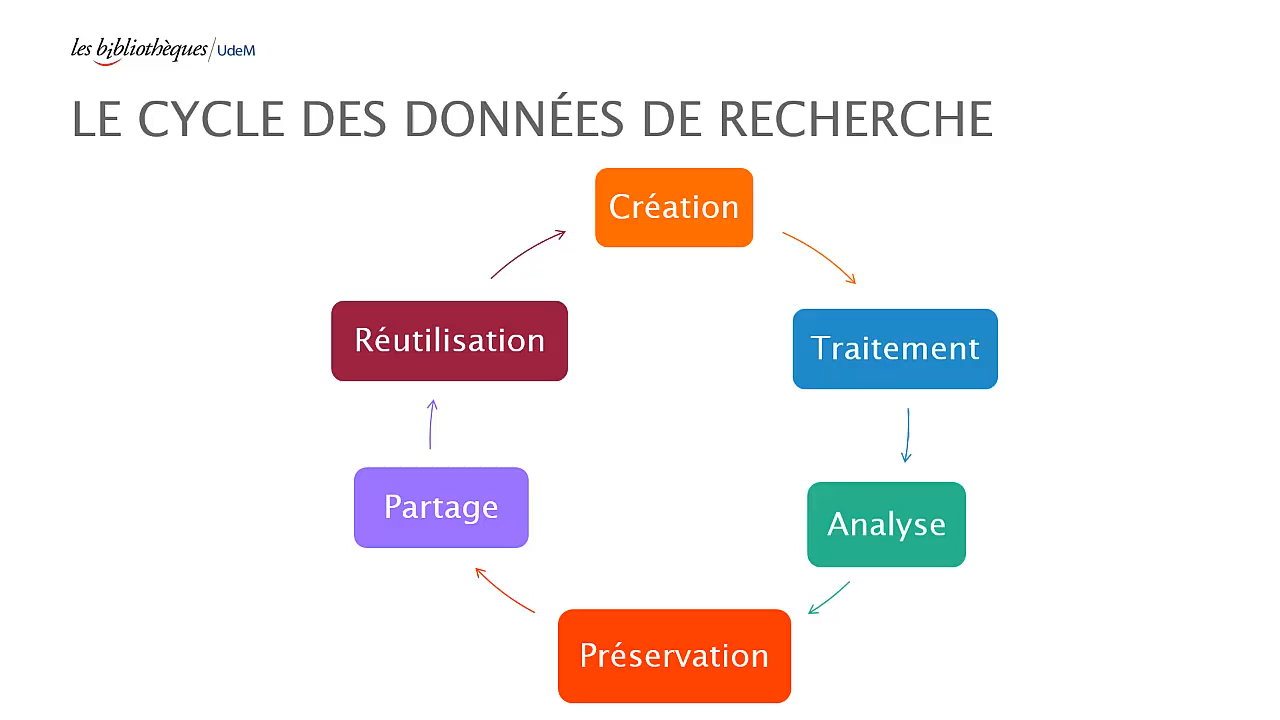 les bibliothèques/UdeM
LE CYCLE DES DONNÉES DE RECHERCHE
Création
Traitement
Analyse
Préservation
Partage
Réutilisation